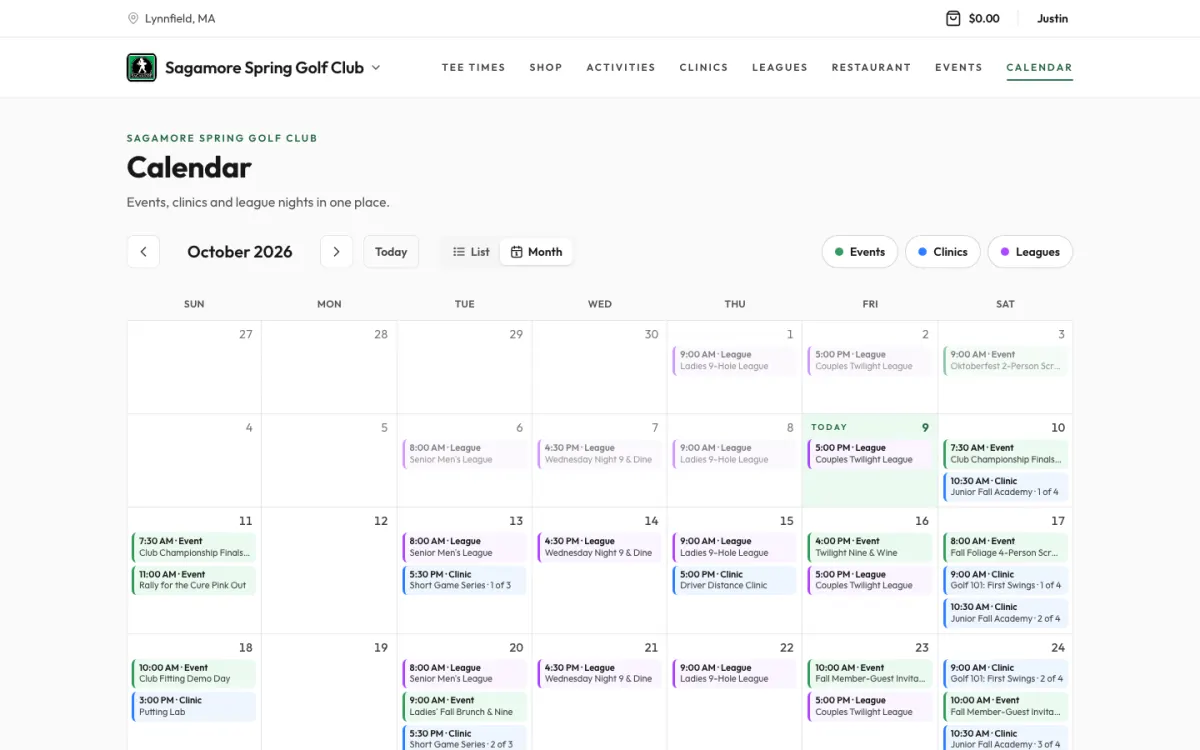 Lynnfield, MA
$0.00
Justin
Sagamore Spring Golf Club
TEE TIMES
SHOP
ACTIVITIES
CLINICS
LEAGUES
RESTAURANT
EVENTS
CALENDAR
SAGAMORE SPRING GOLF CLUB
Calendar
Events, clinics and league nights in one place.
October 2026
Today
List
Month
Events
Clinics
Leagues
SUN MON TUE WED THU FRI SAT
27
28
29
30
1
9:00 AM · League
Ladies 9-Hole League
2
5:00 PM · League
Couples Twilight League
3
9:00 AM · Event
Oktoberfest 2-Person Scr...
4
5
6
8:00 AM · League
Senior Men's League
7
4:30 PM · League
Wednesday Night 9 & Dine
8
9:00 AM · League
Ladies 9-Hole League
TODAY 9
5:00 PM · League
Couples Twilight League
10
7:30 AM · Event
Club Championship Finals...
10:30 AM · Clinic
Junior Fall Academy · 1 of 4
11
7:30 AM · Event
Club Championship Finals...
11:00 AM · Event
Rally for the Cure Pink Out
12
13
8:00 AM · League
Senior Men's League
5:30 PM · Clinic
Short Game Series · 1 of 3
14
4:30 PM · League
Wednesday Night 9 & Dine
15
9:00 AM · League
Ladies 9-Hole League
5:00 PM · Clinic
Driver Distance Clinic
16
4:00 PM · Event
Twilight Nine & Wine
5:00 PM · League
Couples Twilight League
17
8:00 AM · Event
Fall Foliage 4-Person Scr...
9:00 AM · Clinic
Golf 101: First Swings · 1 of 4
10:30 AM · Clinic
Junior Fall Academy · 2 of 4
18
10:00 AM · Event
Club Fitting Demo Day
3:00 PM · Clinic
Putting Lab
19
20
8:00 AM · League
Senior Men's League
9:00 AM · Event
Ladies' Fall Brunch & Nine
5:30 PM · Clinic
Short Game Series · 2 of 3
21
4:30 PM · League
Wednesday Night 9 & Dine
22
9:00 AM · League
Ladies 9-Hole League
23
10:00 AM · Event
Fall Member-Guest Invita...
5:00 PM · League
Couples Twilight League
24
9:00 AM · Clinic
Golf 101: First Swings · 2 of 4
10:00 AM · Event
Fall Member-Guest Invita...
10:30 AM · Clinic
Junior Fall Academy · 3 of 4